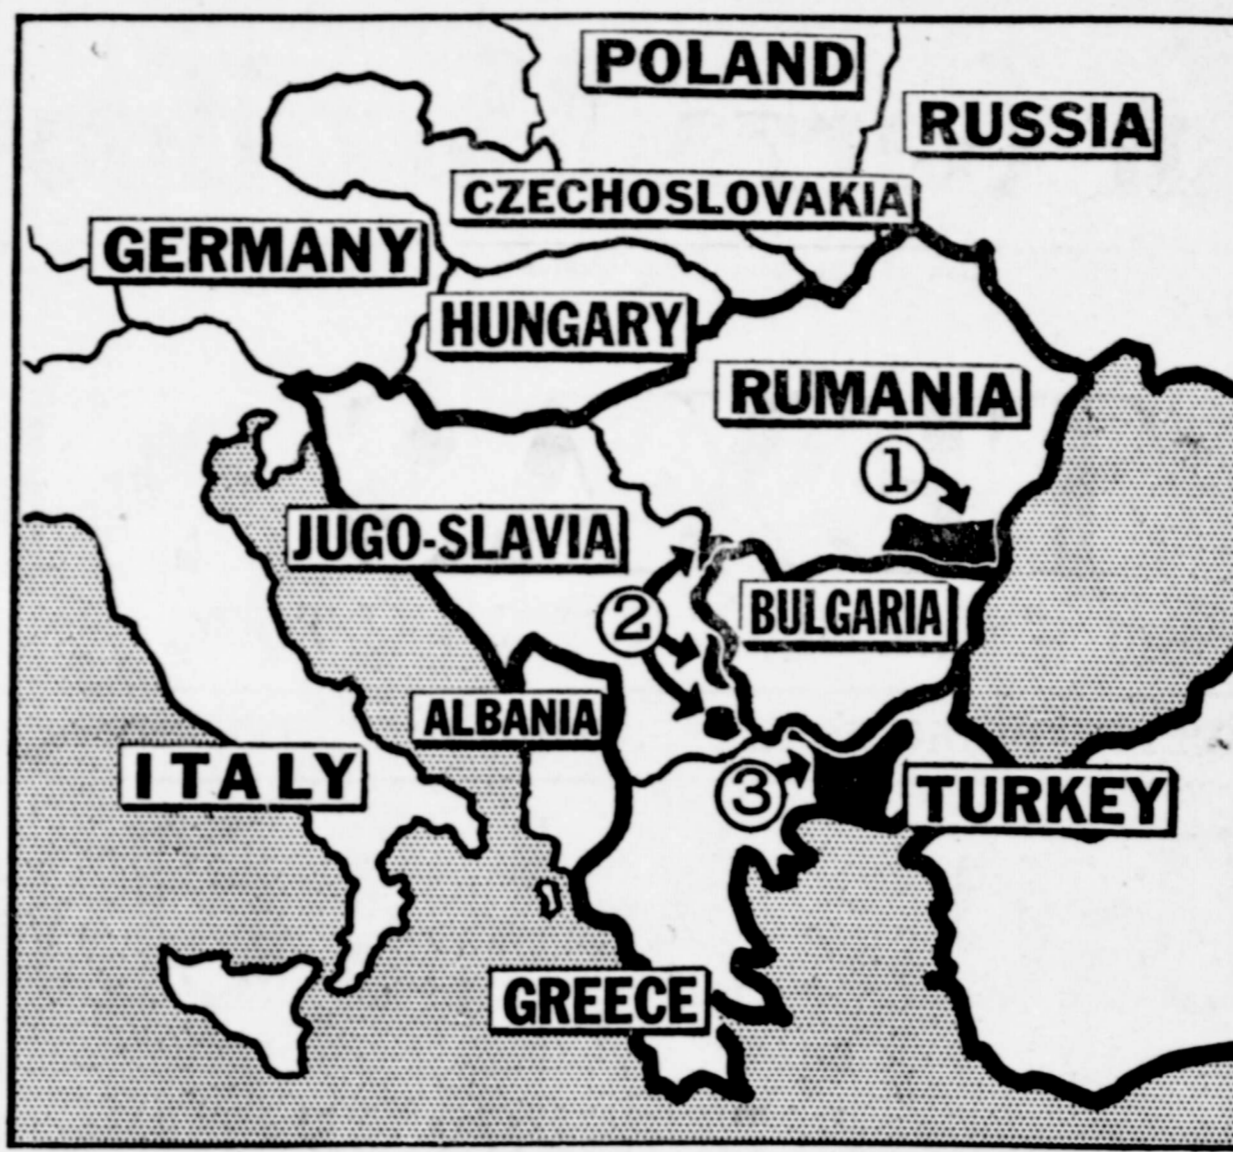 POLAND
RUSSIA
CZECHOSLOVAKIA
GERMANY
HUNGARY
RUMANIA
1
JUGO-SLAVIA
2
BULGARIA
ALBANIA
ITALY
3
TURKEY
GREECE